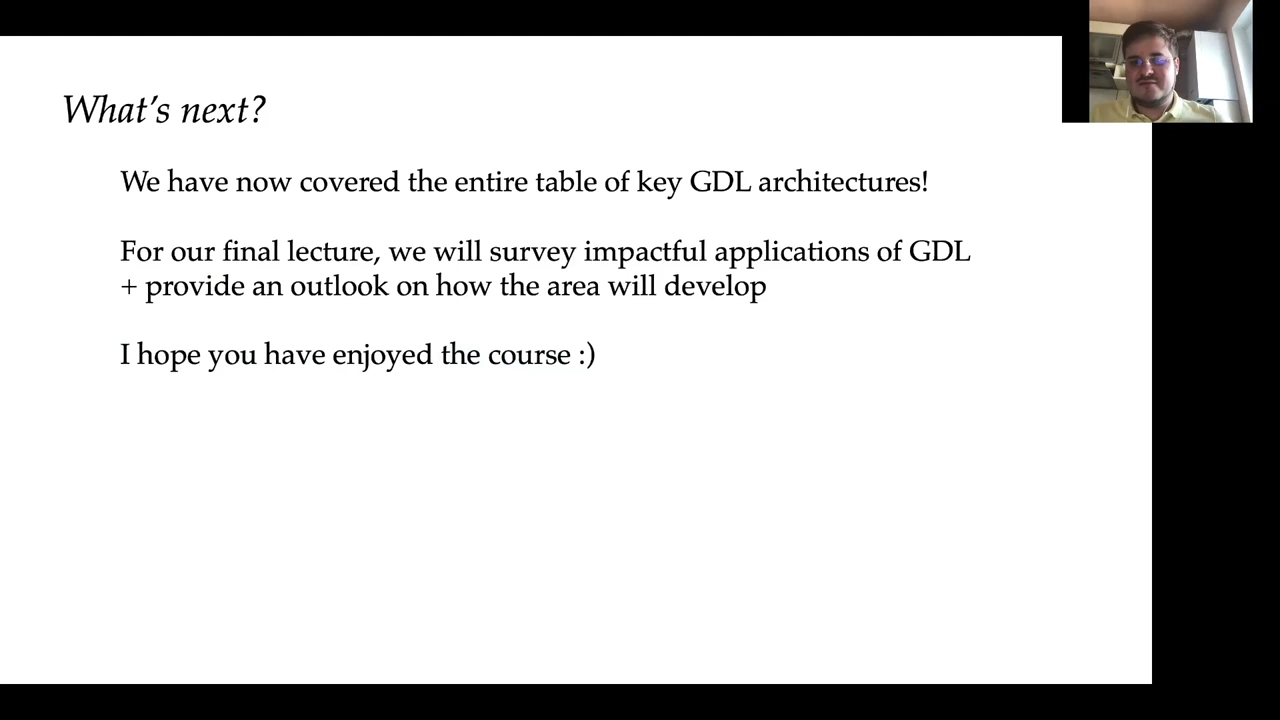 What's next?
We have now covered the entire table of key GDL architectures!
For our final lecture, we will survey impactful applications of GDL
+ provide an outlook on how the area will develop
I hope you have enjoyed the course :)